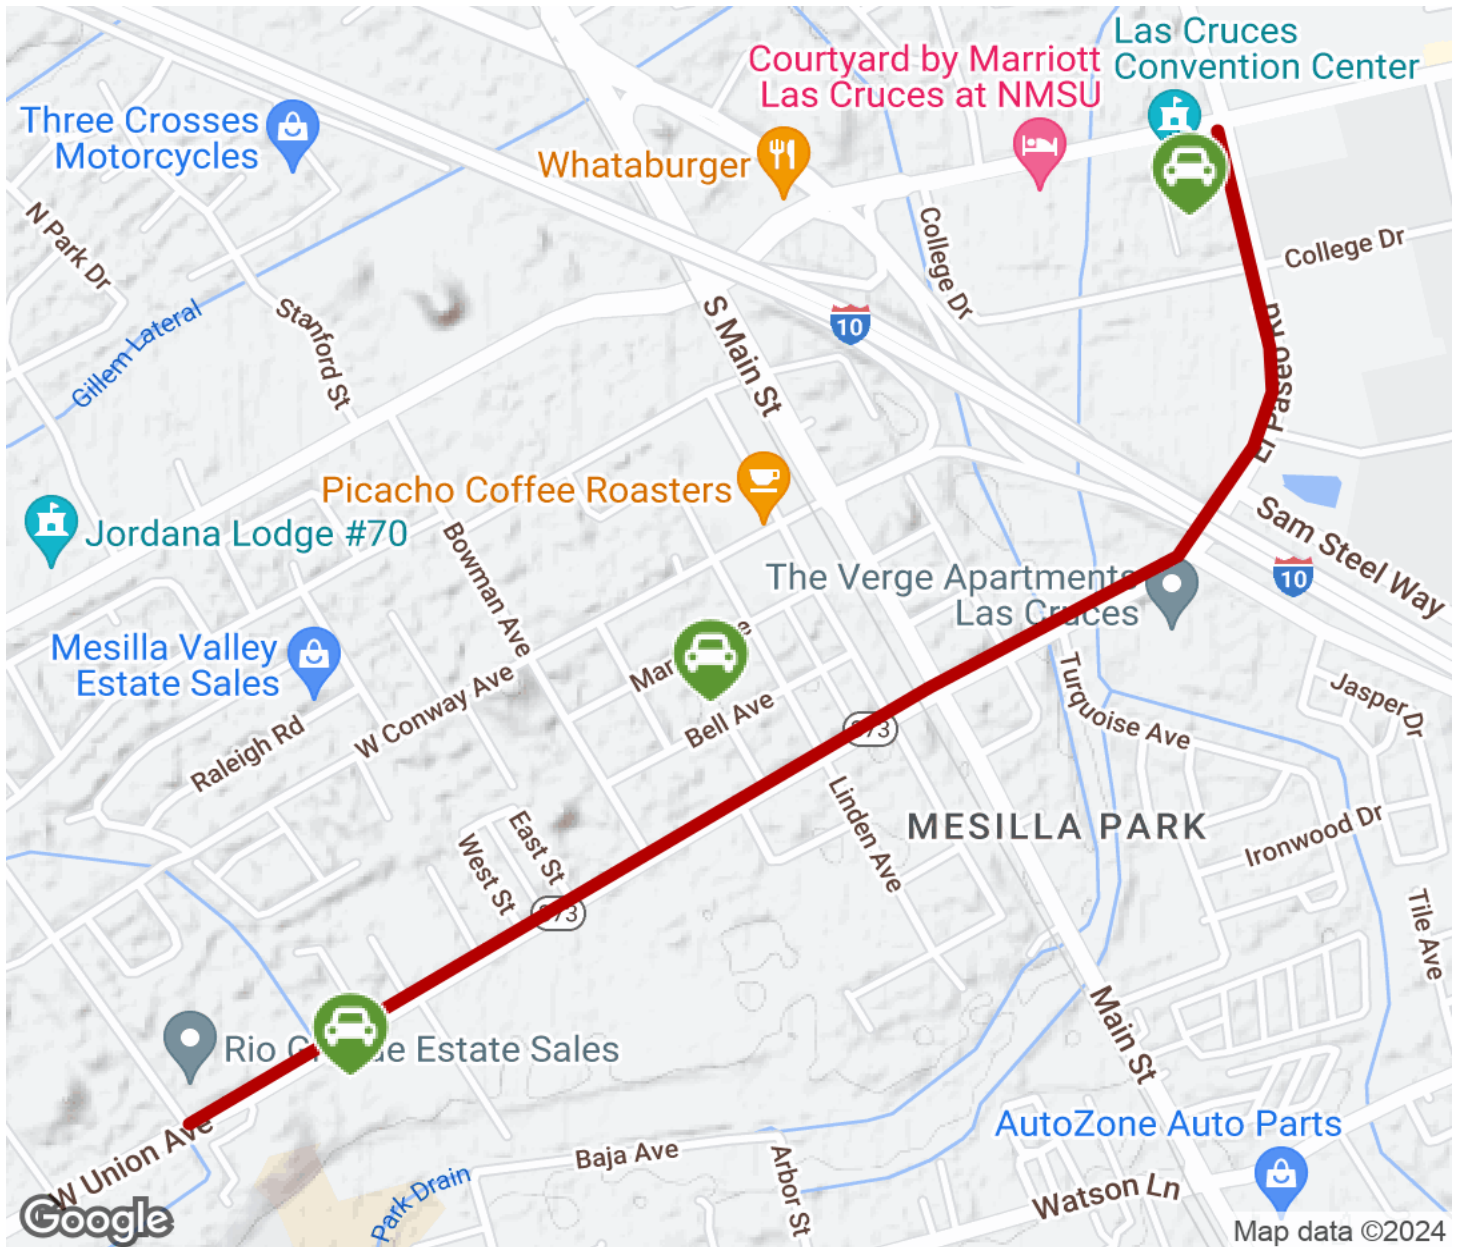 Las Cruces
Convention Center
Courtyard by Marriott
Las Cruces at NMSU
Three Crosses
Motorcycles
Whataburger
N Park Dr
College Dr
College Dr
Gillem Lateral
Stanford St
S Main St
10
El Paseo Rd
Picacho Coffee Roasters
Jordana Lodge #70
Sam Steel Way
Bowman Ave
The Verge Apartments
Las Cruces
10
Mesilla Valley
Estate Sales
Raleigh Rd
W Conway Ave
Bell Ave
Turquoise Ave
Jasper Dr
Linden Ave
MESILLA PARK
Ironwood Dr
East St
West St
Tile Ave
Rio Grande Estate Sales
Main St
W Union Ave
Baja Ave
Park Drain
Arbor St
AutoZone Auto Parts
Watson Ln
Google
Map data ©2024